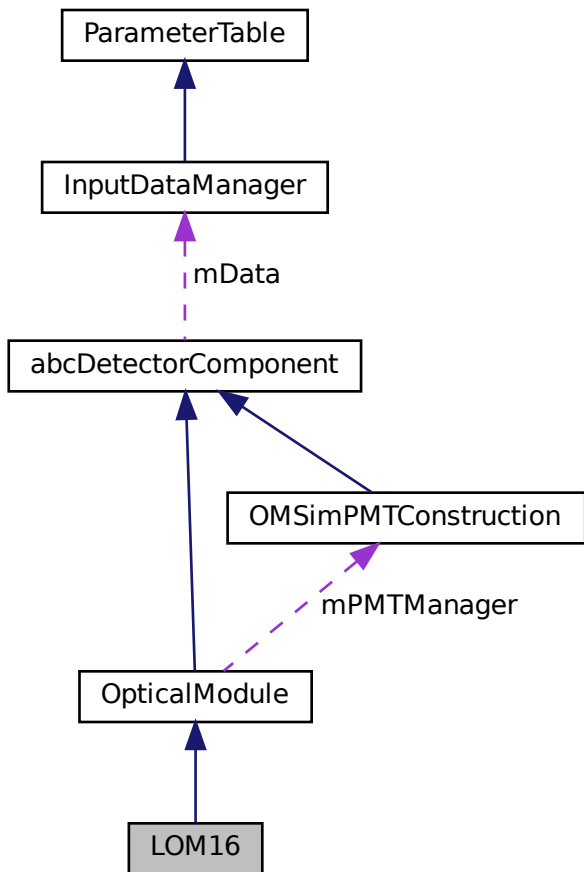 ParameterTable
InputDataManager
mData
abcDetectorComponent
OMSimPMTConstruction
mPMTManager
OpticalModule
LOM16